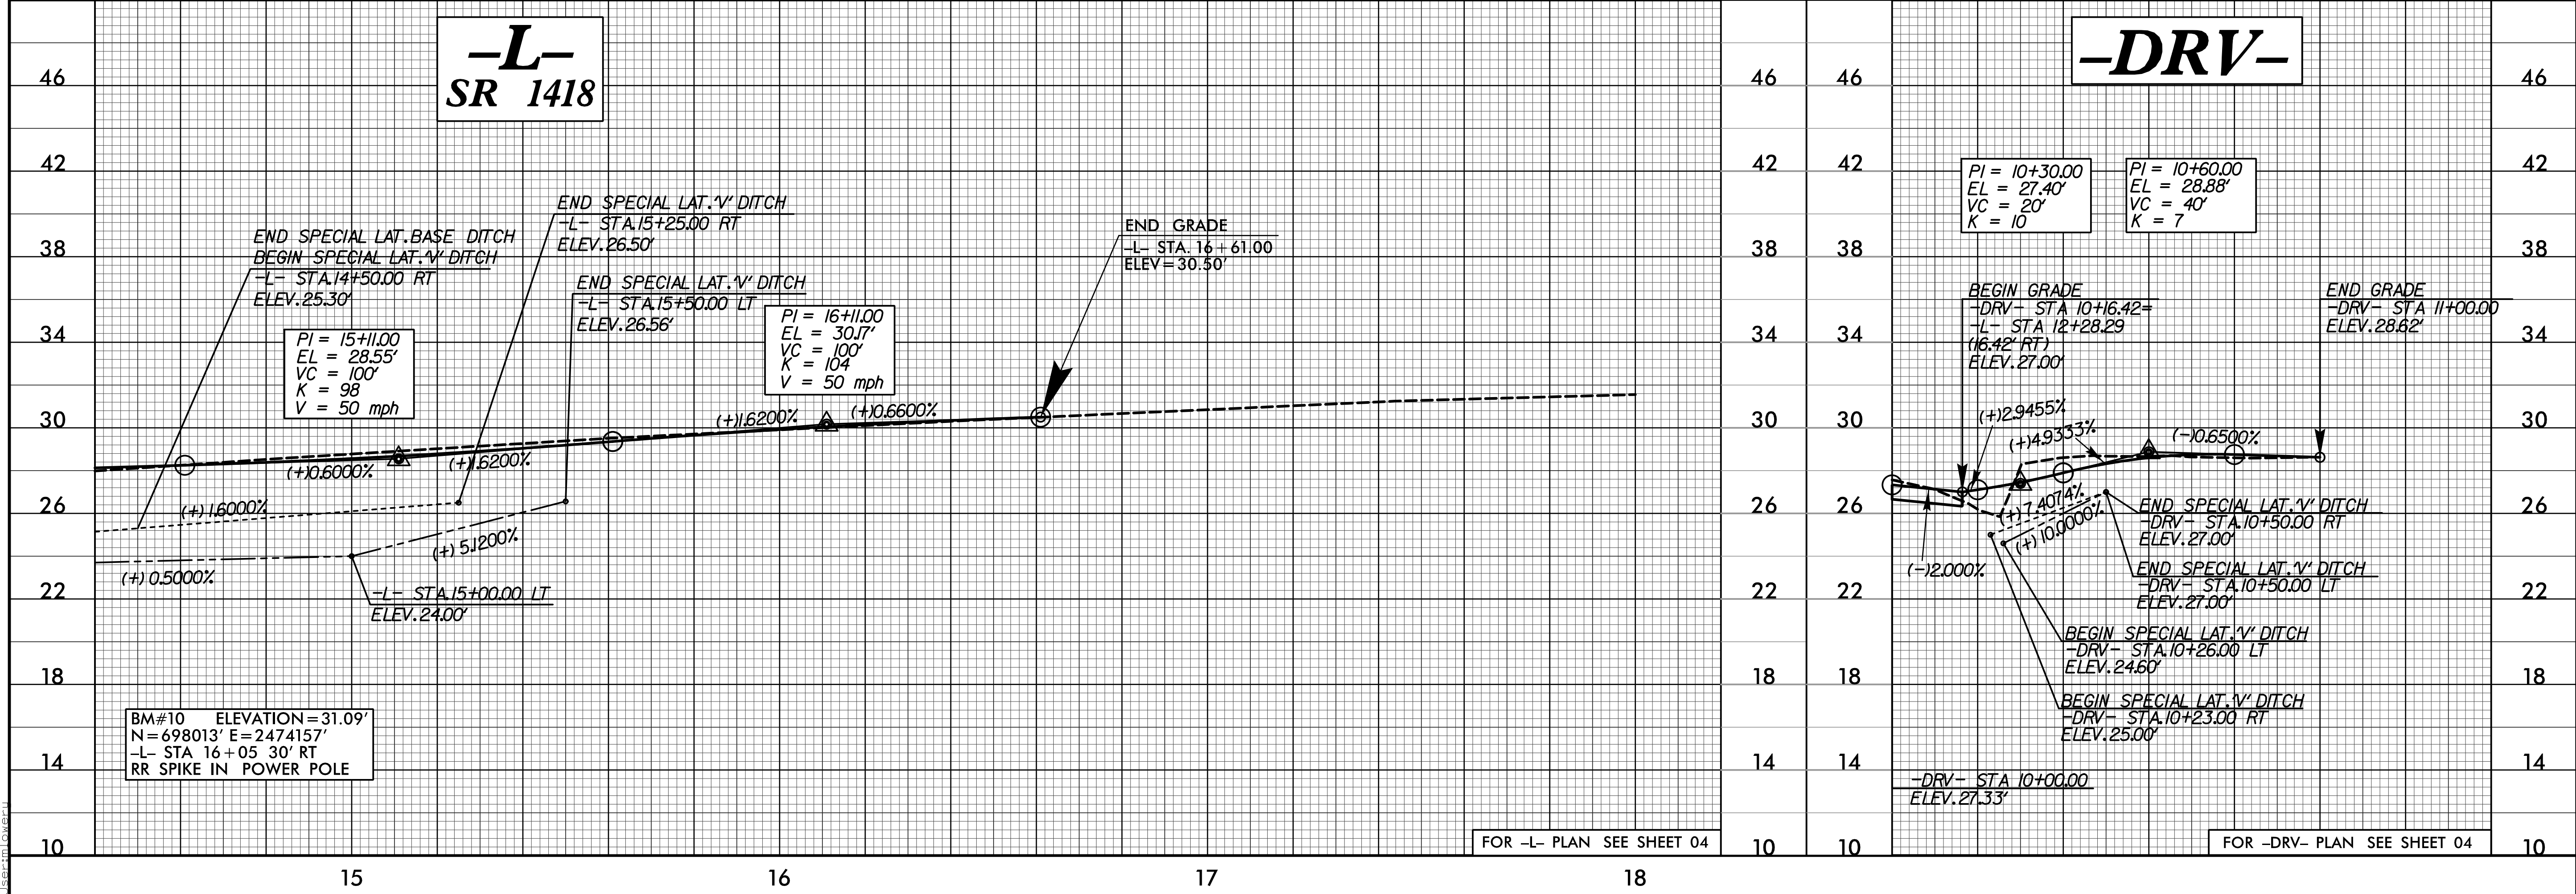 –L–
SR 1418
–DRV–
46
42
38
34
30
26
22
18
14
10
46
42
38
34
30
26
22
18
14
10
46
42
38
34
30
26
22
18
14
10
46
42
38
34
30
26
22
18
14
10
END SPECIAL LAT. BASE DITCH
BEGIN SPECIAL LAT. 'V' DITCH
-L- STA. 14+50.00 RT
ELEV. 25.30'
END SPECIAL LAT. 'V' DITCH
-L- STA. 15+25.00 RT
ELEV. 26.50'
END SPECIAL LAT. 'V' DITCH
-L- STA. 15+50.00 LT
ELEV. 26.56'
PI = 15+11.00
EL = 28.55'
VC = 100'
K = 98
V = 50 mph
PI = 16+11.00
EL = 30.17'
VC = 100'
K = 104
V = 50 mph
END GRADE
–L– STA. 16+61.00
ELEV=30.50'
(+)0.6000%
(+)1.6200%
(+)1.6200%
(+)0.6600%
(+)1.6000%
(+)5.1200%
(+)0.5000%
-L- STA. 15+00.00 LT
ELEV. 24.00'
BM#10 ELEVATION=31.09'
N=698013' E=2474157'
–L– STA 16+05 30' RT
RR SPIKE IN POWER POLE
FOR –L– PLAN SEE SHEET 04
15
16
17
18
PI = 10+30.00
EL = 27.40'
VC = 20'
K = 10
PI = 10+60.00
EL = 28.88'
VC = 40'
K = 7
BEGIN GRADE
-DRV- STA 10+16.42=
-L- STA 12+28.29
(16.42' RT)
ELEV. 27.00'
END GRADE
-DRV- STA 11+00.00
ELEV. 28.62'
(+)2.9455%
(+)4.9333%
(-)0.6500%
(+)7.4074%
(+)10.0000%
(-)2.000%
END SPECIAL LAT. 'V' DITCH
-DRV- STA. 10+50.00 RT
ELEV. 27.00'
END SPECIAL LAT. 'V' DITCH
-DRV- STA. 10+50.00 LT
ELEV. 27.00'
BEGIN SPECIAL LAT. 'V' DITCH
-DRV- STA. 10+26.00 LT
ELEV. 24.60'
BEGIN SPECIAL LAT. 'V' DITCH
-DRV- STA. 10+23.00 RT
ELEV. 25.00'
-DRV- STA 10+00.00
ELEV. 27.33'
FOR –DRV– PLAN SEE SHEET 04